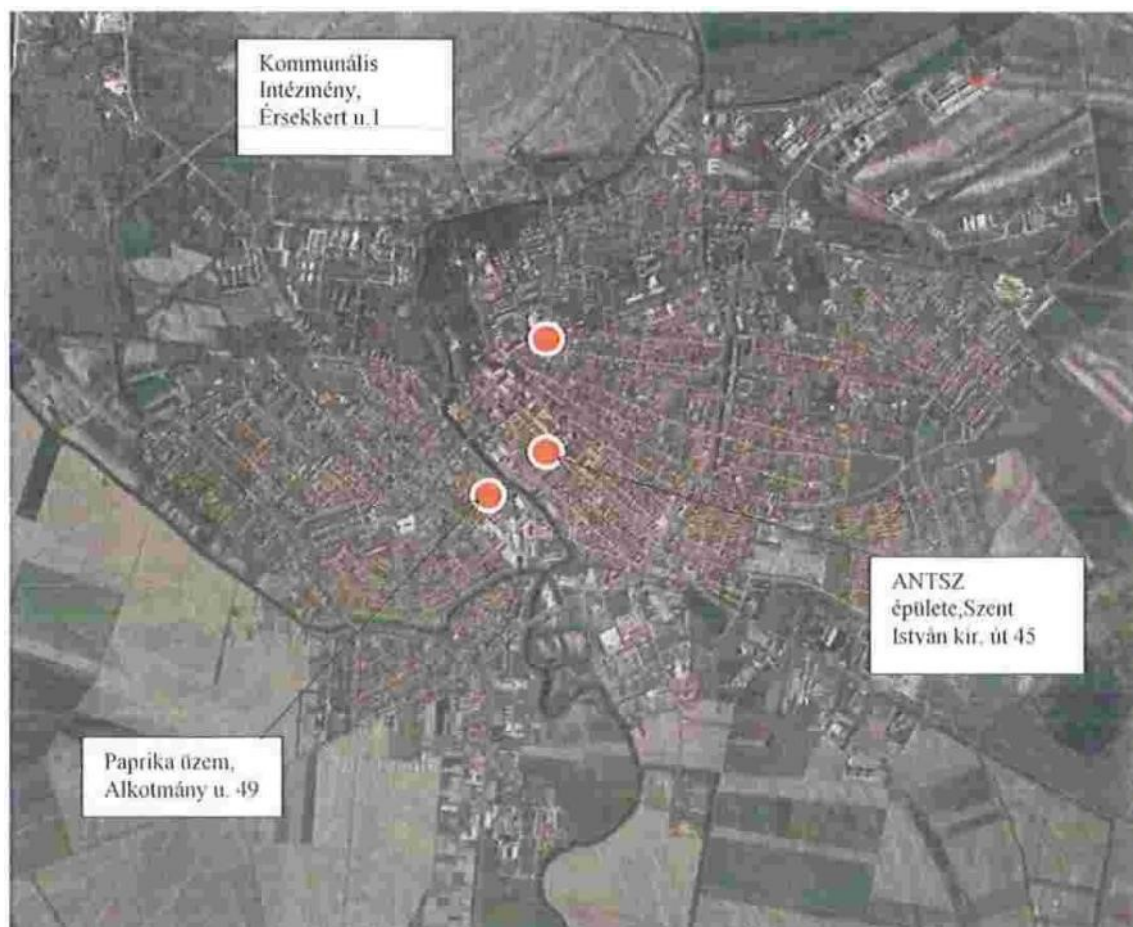 Kommunális
Intézmény,
Érsekkert u.1
ANTSZ
épülete,Szent
István kir. út 45
Paprika üzem,
Alkotmány u. 49